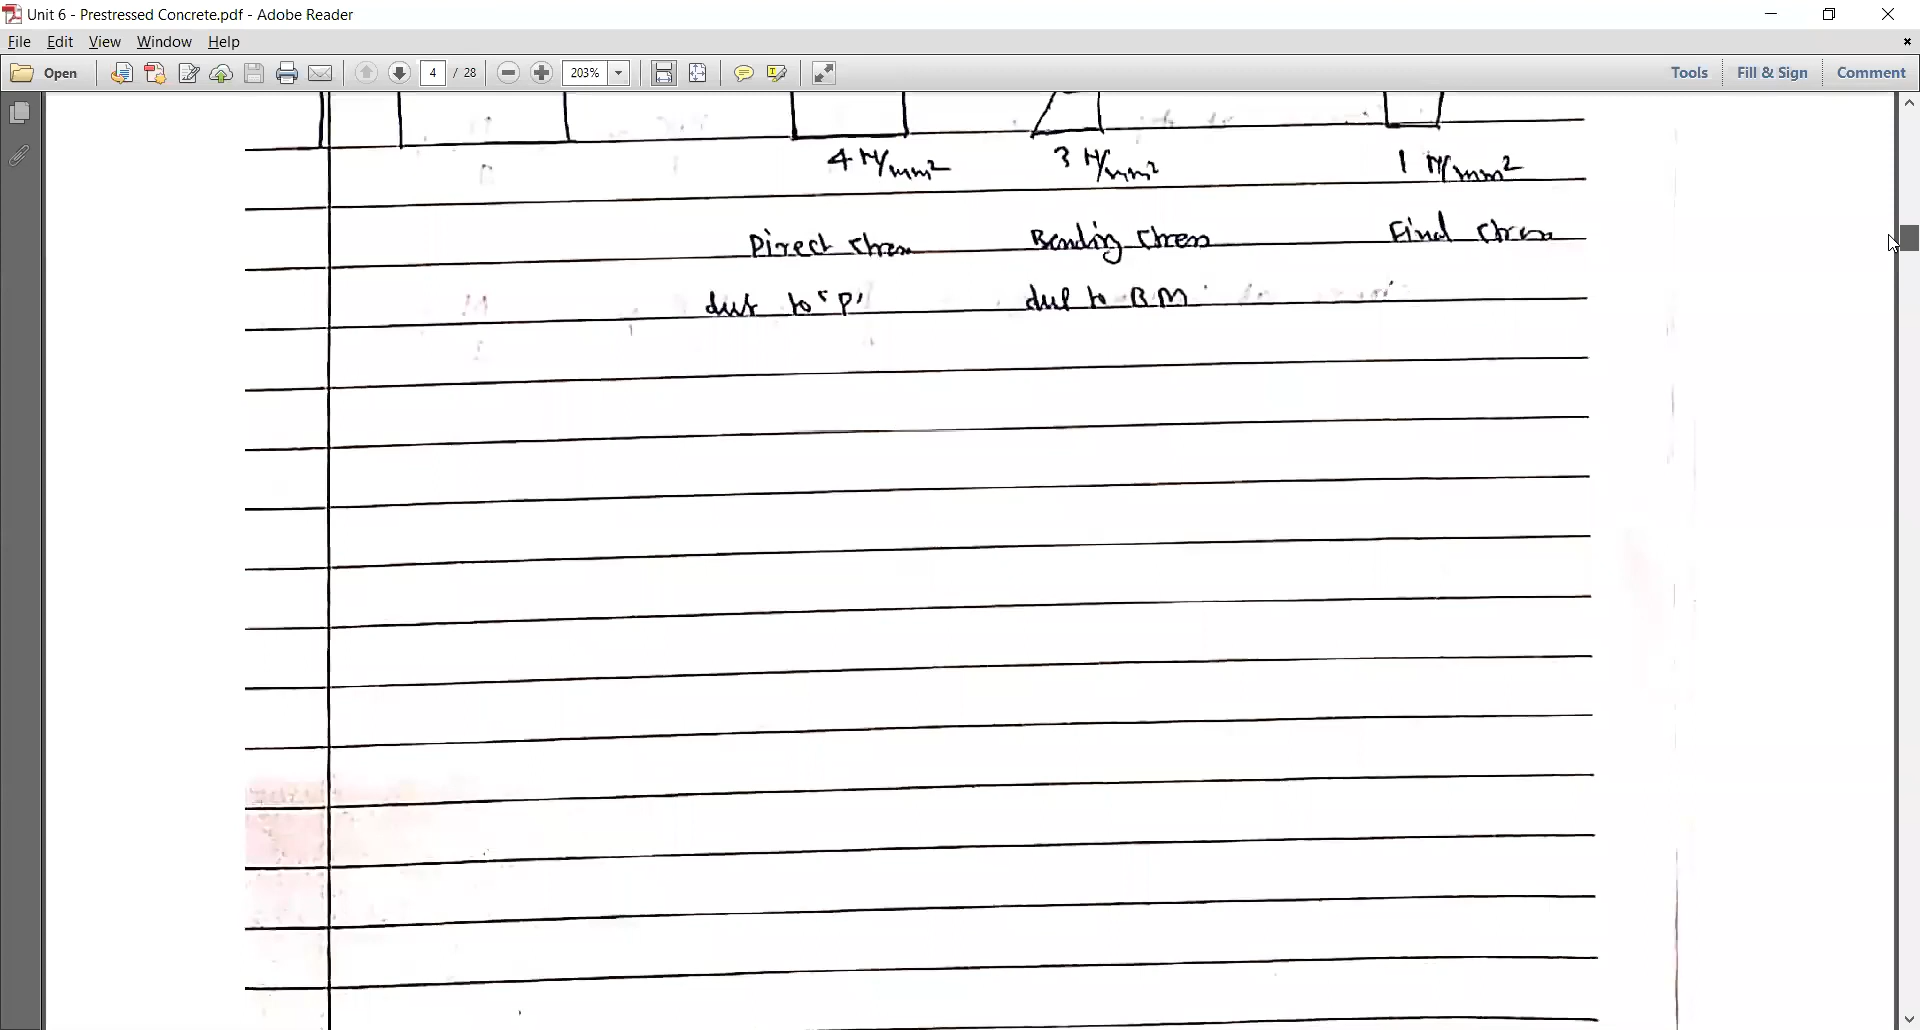 Unit 6 - Prestressed Concrete.pdf - Adobe Reader
File Edit View Window Help
Open 4 / 28 203% Tools Fill & Sign Comment
4 N/mm² 3 N/mm² 1 N/mm²
Direct stress Bending stress Final stress
due to 'P' due to BM